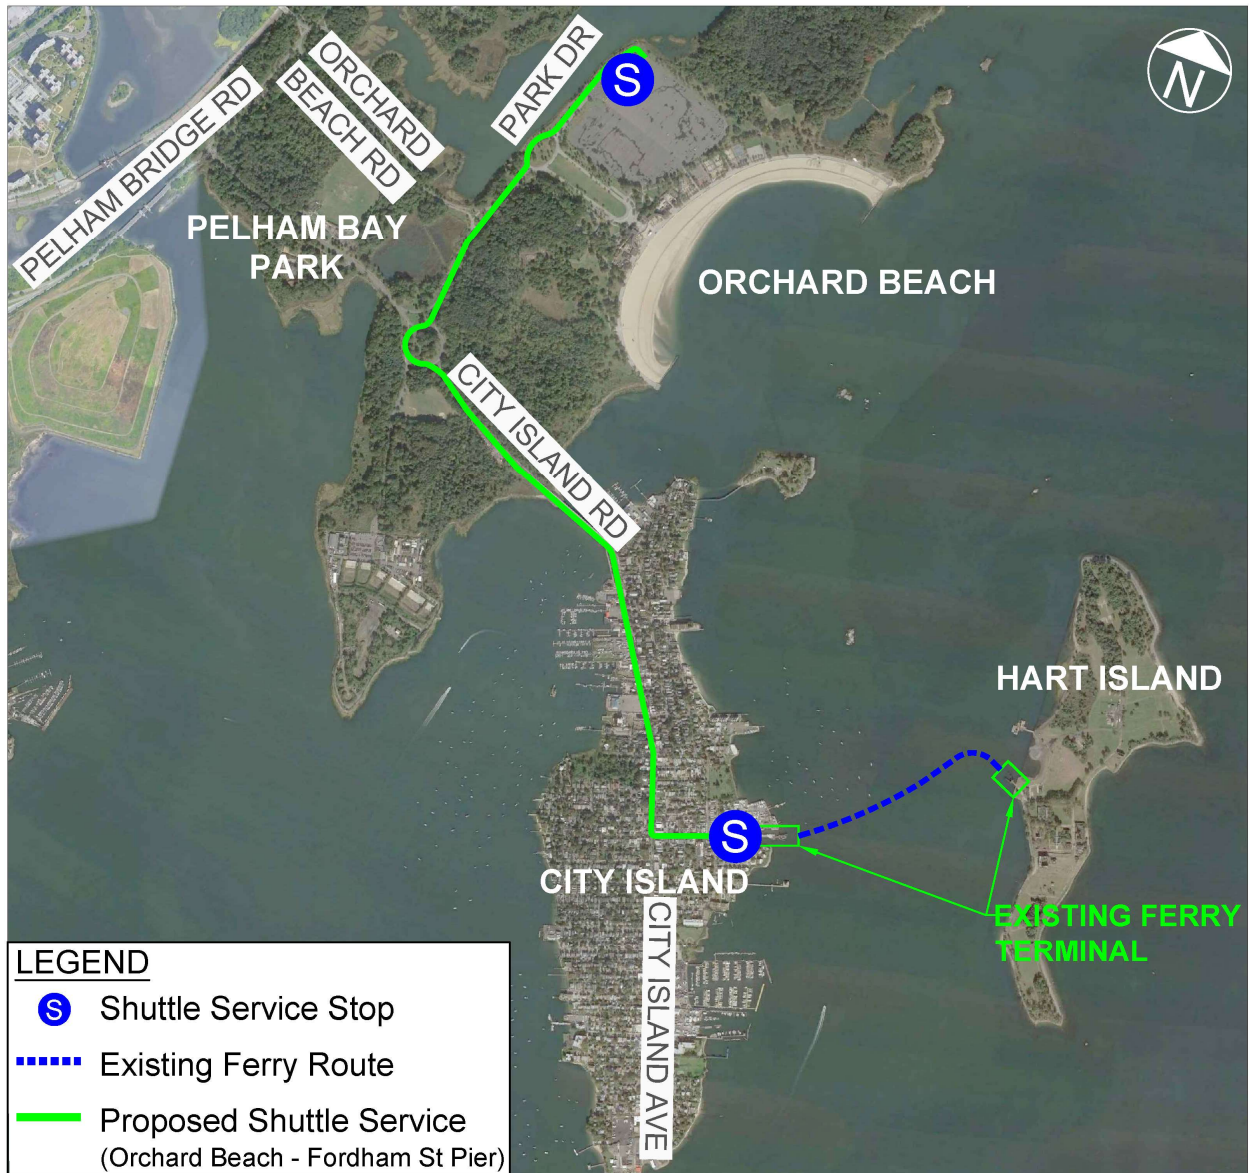 PARK DR
S
ORCHARD
BEACH RD
PELHAM BRIDGE RD
N
PELHAM BAY
PARK
ORCHARD BEACH
CITY ISLAND RD
HART ISLAND
S
CITY ISLAND
CITY ISLAND AVE
EXISTING FERRY
TERMINAL
LEGEND
S Shuttle Service Stop
Existing Ferry Route
Proposed Shuttle Service
(Orchard Beach - Fordham St Pier)